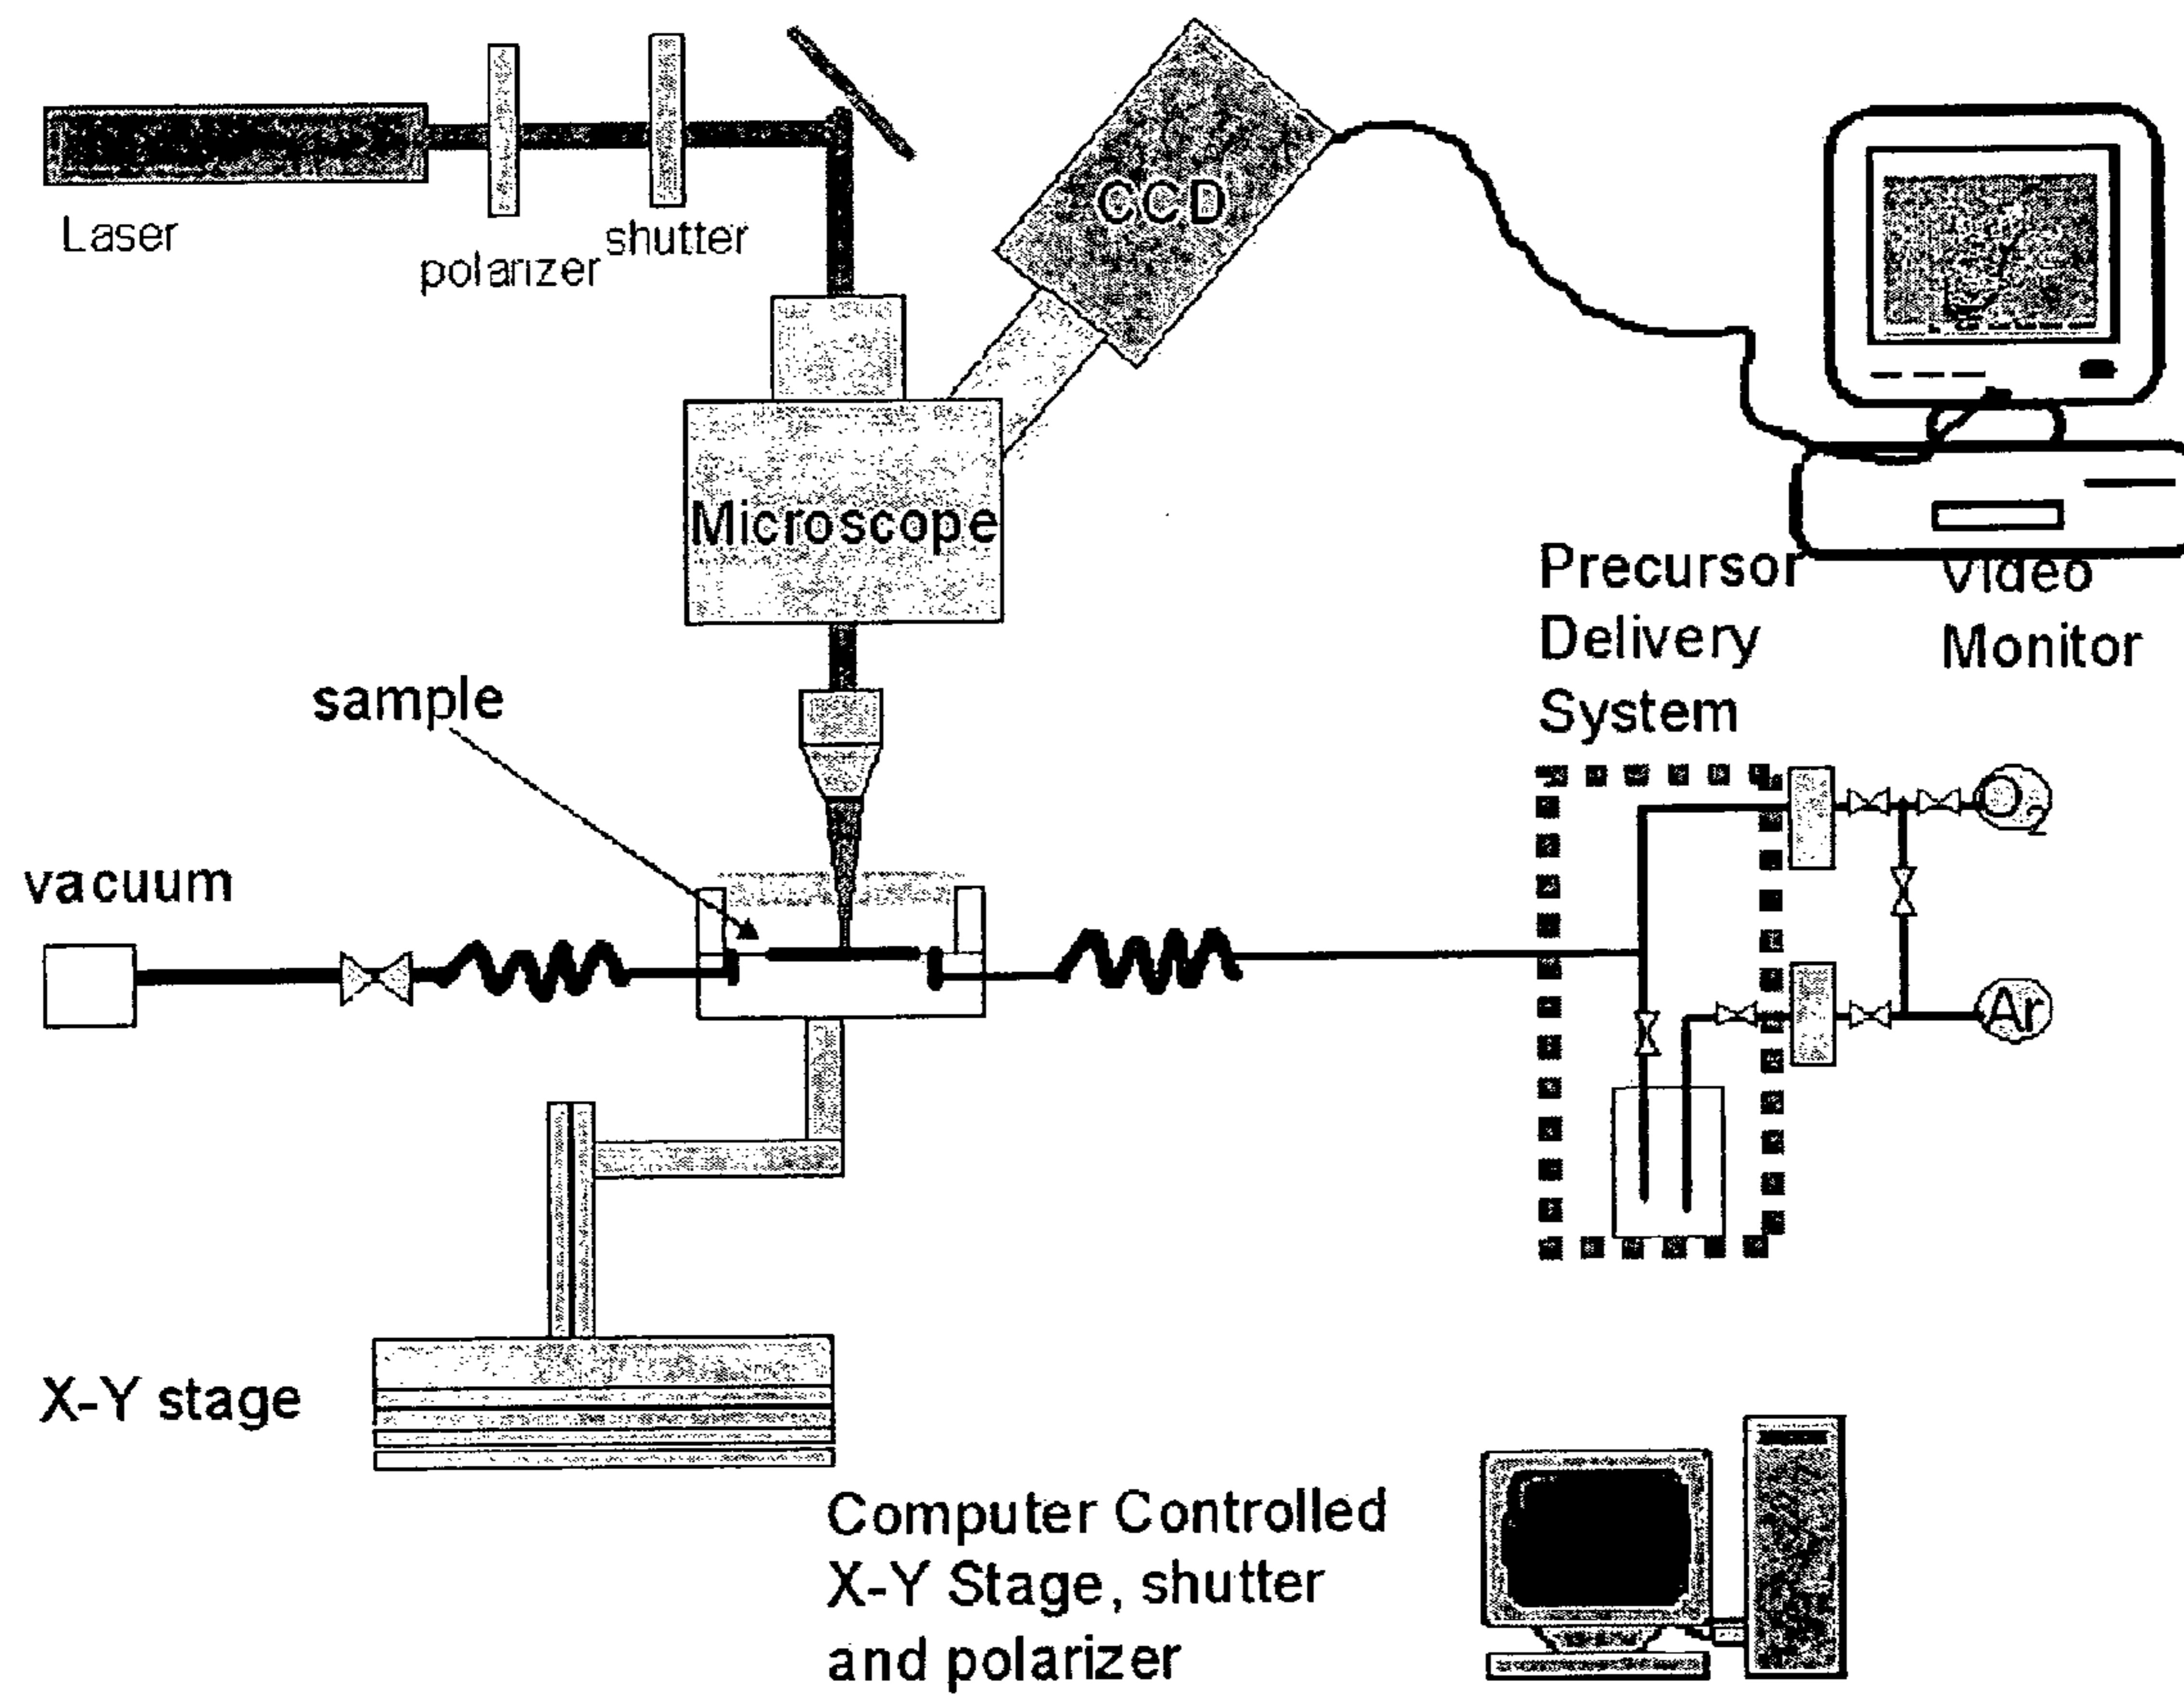 Laser
polarizer
shutter
CCD
Microscope
Precursor
Delivery
System
Video
Monitor
sample
vacuum
O2
Ar
X-Y stage
Computer Controlled
X-Y Stage, shutter
and polarizer